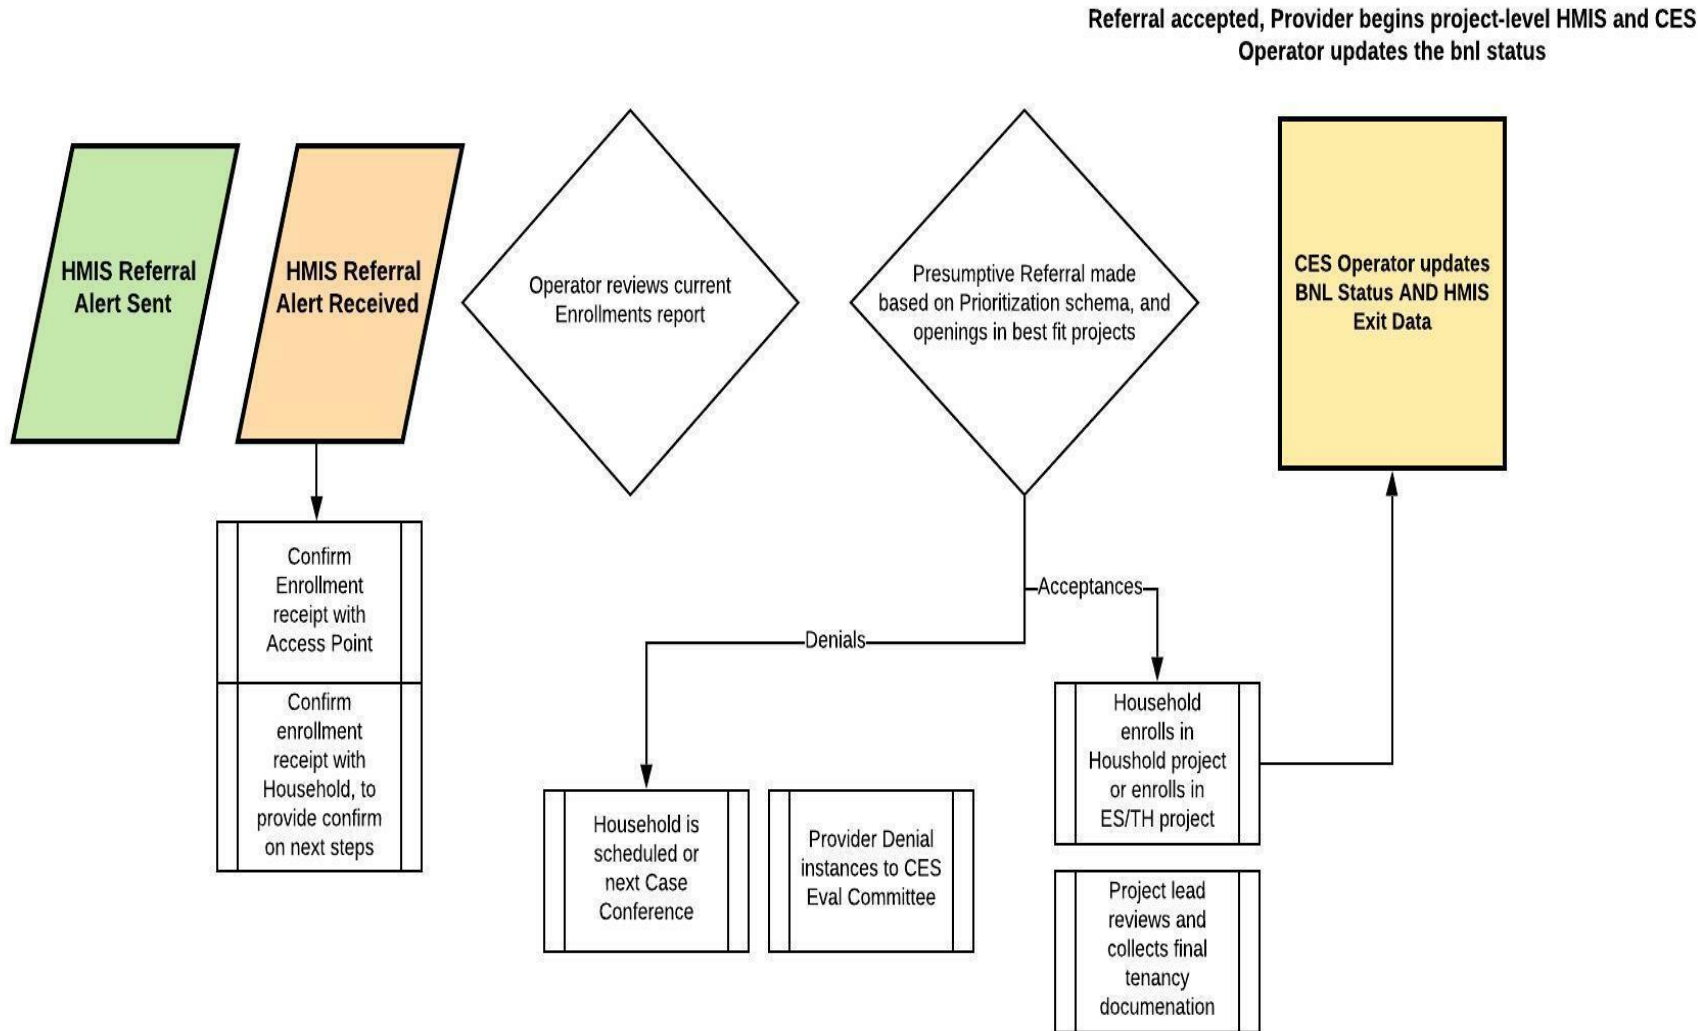 Referral accepted, Provider begins project-level HMIS and CES
Operator updates the bnl status
HMIS Referral
Alert Sent
HMIS Referral
Alert Received
Operator reviews current
Enrollments report
Presumptive Referral made
based on Prioritization schema, and
openings in best fit projects
CES Operator updates
BNL Status AND HMIS
Exit Data
Confirm
Enrollment
receipt with
Access Point
Confirm
enrollment
receipt with
Household, to
provide confirm
on next steps
Acceptances
Denials
Household is
scheduled or
next Case
Conference
Provider Denial
instances to CES
Eval Committee
Household
enrolls in
Houshold project
or enrolls in
ES/TH project
Project lead
reviews and
collects final
tenancy
documenation